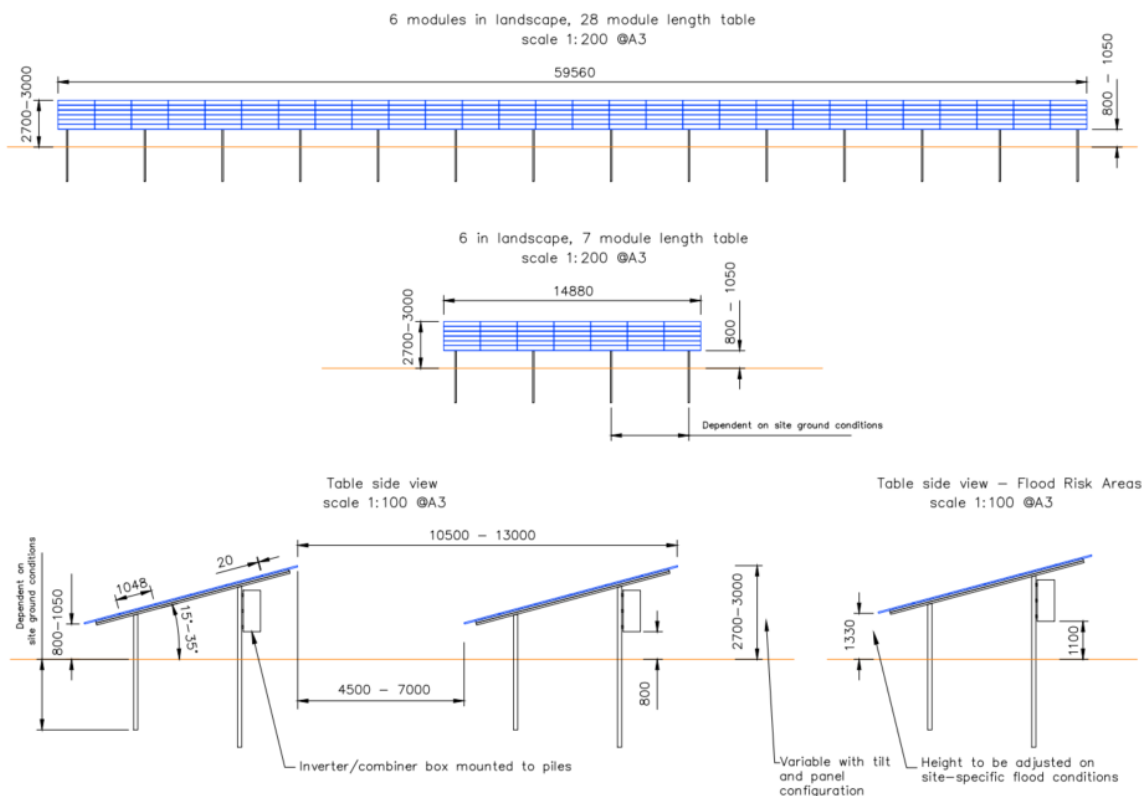 6 modules in landscape, 28 module length table
scale 1:200 @A3
59560
2700-3000
800 - 1050
6 in landscape, 7 module length table
scale 1:200 @A3
14880
2700-3000
800 - 1050
Dependent on site ground conditions
Table side view
scale 1:100 @A3
Table side view - Flood Risk Areas
scale 1:100 @A3
10500 - 13000
Dependent on
site ground conditions
800-1050
1048
20
15°-35°
4500 - 7000
800
2700-3000
1330
1100
Inverter/combiner box mounted to piles
Variable with tilt
and panel
configuration
Height to be adjusted on
site-specific flood conditions